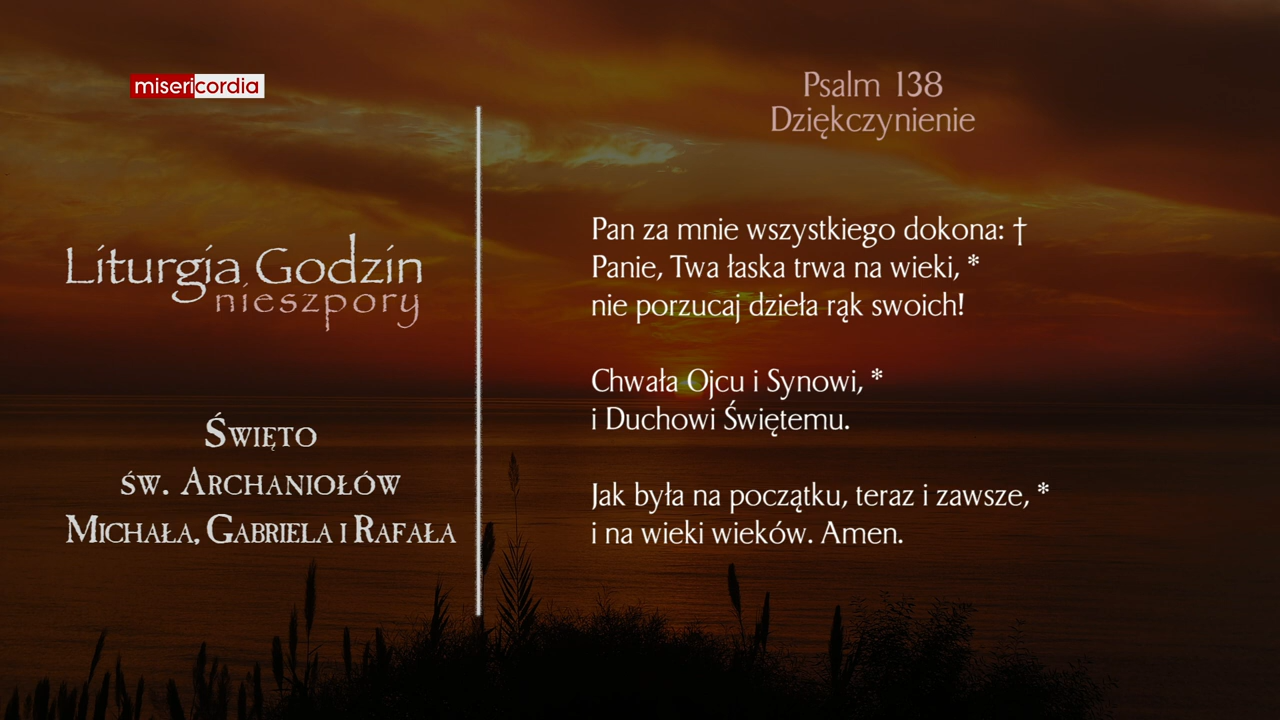 misericordia
Liturgia Godzin
nieszpory
Święto
św. Archaniołów
Michała, Gabriela i Rafała
Psalm 138
Dziękczynienie
Pan za mnie wszystkiego dokona: †
Panie, Twa łaska trwa na wieki, *
nie porzucaj dzieła rąk swoich!
Chwała Ojcu i Synowi, *
i Duchowi Świętemu.
Jak była na początku, teraz i zawsze, *
i na wieki wieków. Amen.